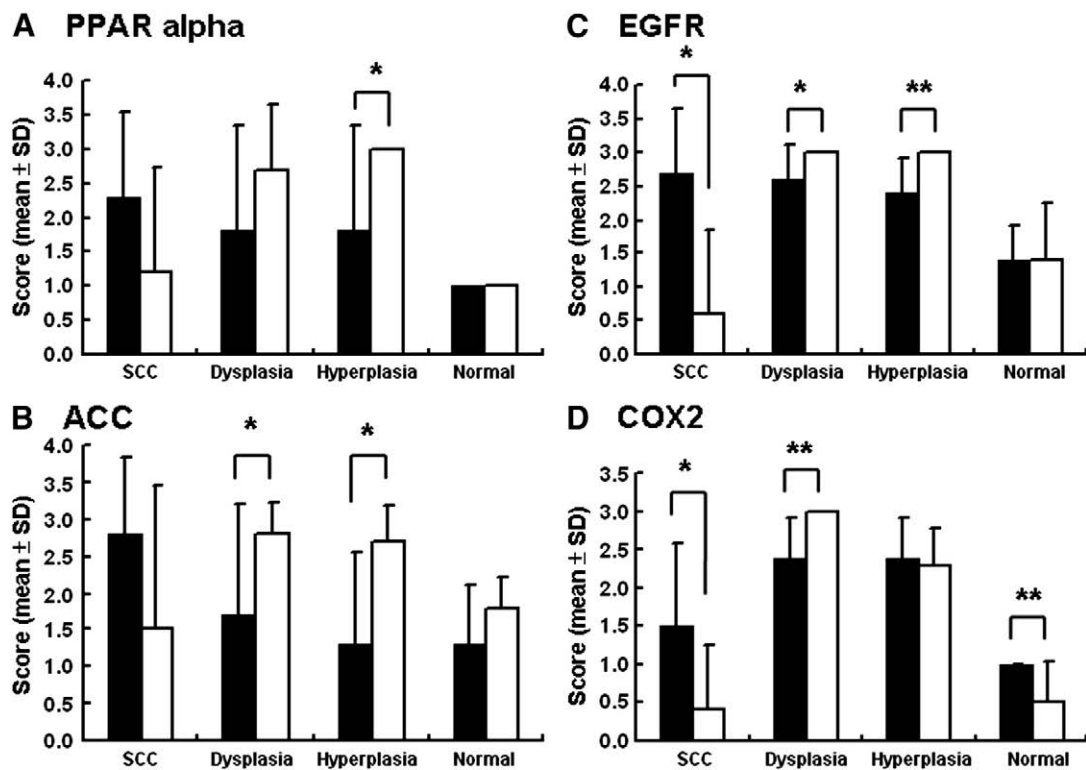 A PPAR alpha
*
4.0
3.5
3.0
2.5
2.0
1.5
1.0
0.5
0.0
Score (mean ± SD)
SCC Dysplasia Hyperplasia Normal
B ACC
* *
4.0
3.5
3.0
2.5
2.0
1.5
1.0
0.5
0.0
Score (mean ± SD)
SCC Dysplasia Hyperplasia Normal
C EGFR
* * **
4.0
3.5
3.0
2.5
2.0
1.5
1.0
0.5
0.0
Score (mean ± SD)
SCC Dysplasia Hyperplasia Normal
D COX2
* ** **
3.5
3.0
2.5
2.0
1.5
1.0
0.5
0.0
Score (mean ± SD)
SCC Dysplasia Hyperplasia Normal